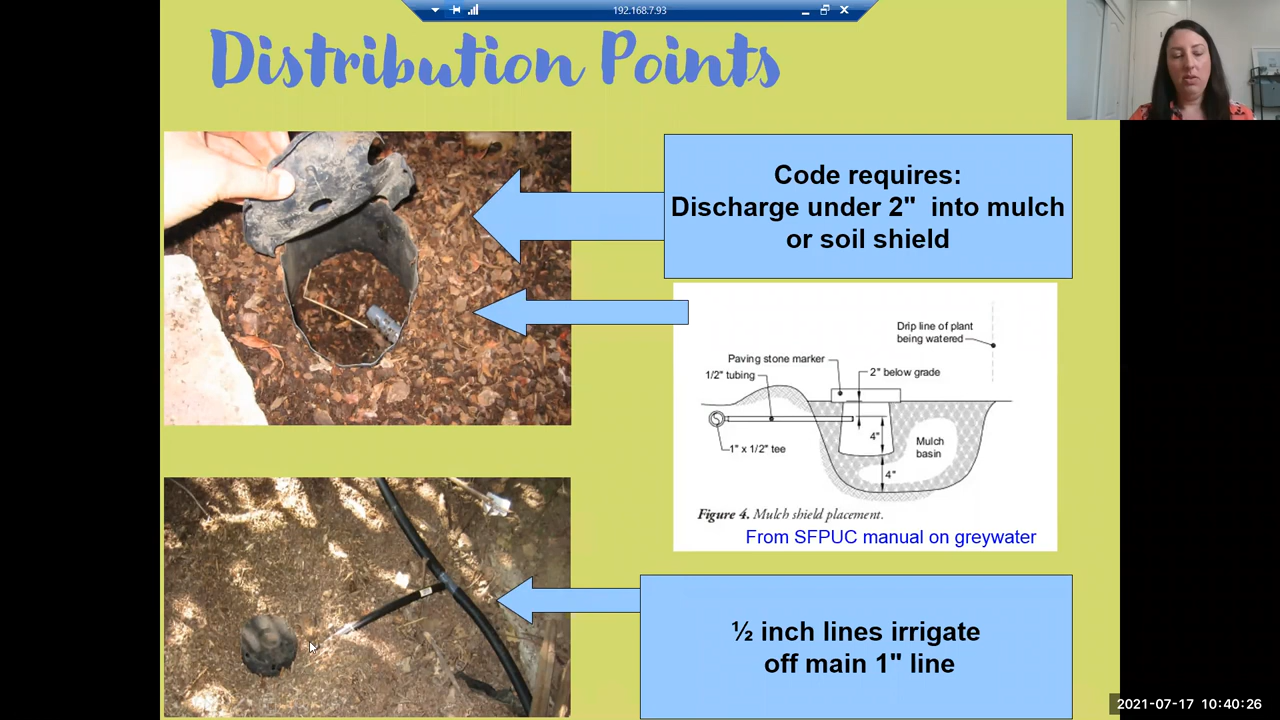 192.168.7.93
Distribution Points
Code requires:
Discharge under 2" into mulch
or soil shield
Drip line of plant
being watered
Paving stone marker
1/2" tubing
2" below grade
4"
Mulch
basin
1" x 1/2" tee
4"
Figure 4. Mulch shield placement.
From SFPUC manual on greywater
½ inch lines irrigate
off main 1" line
2021-07-17 10:40:26